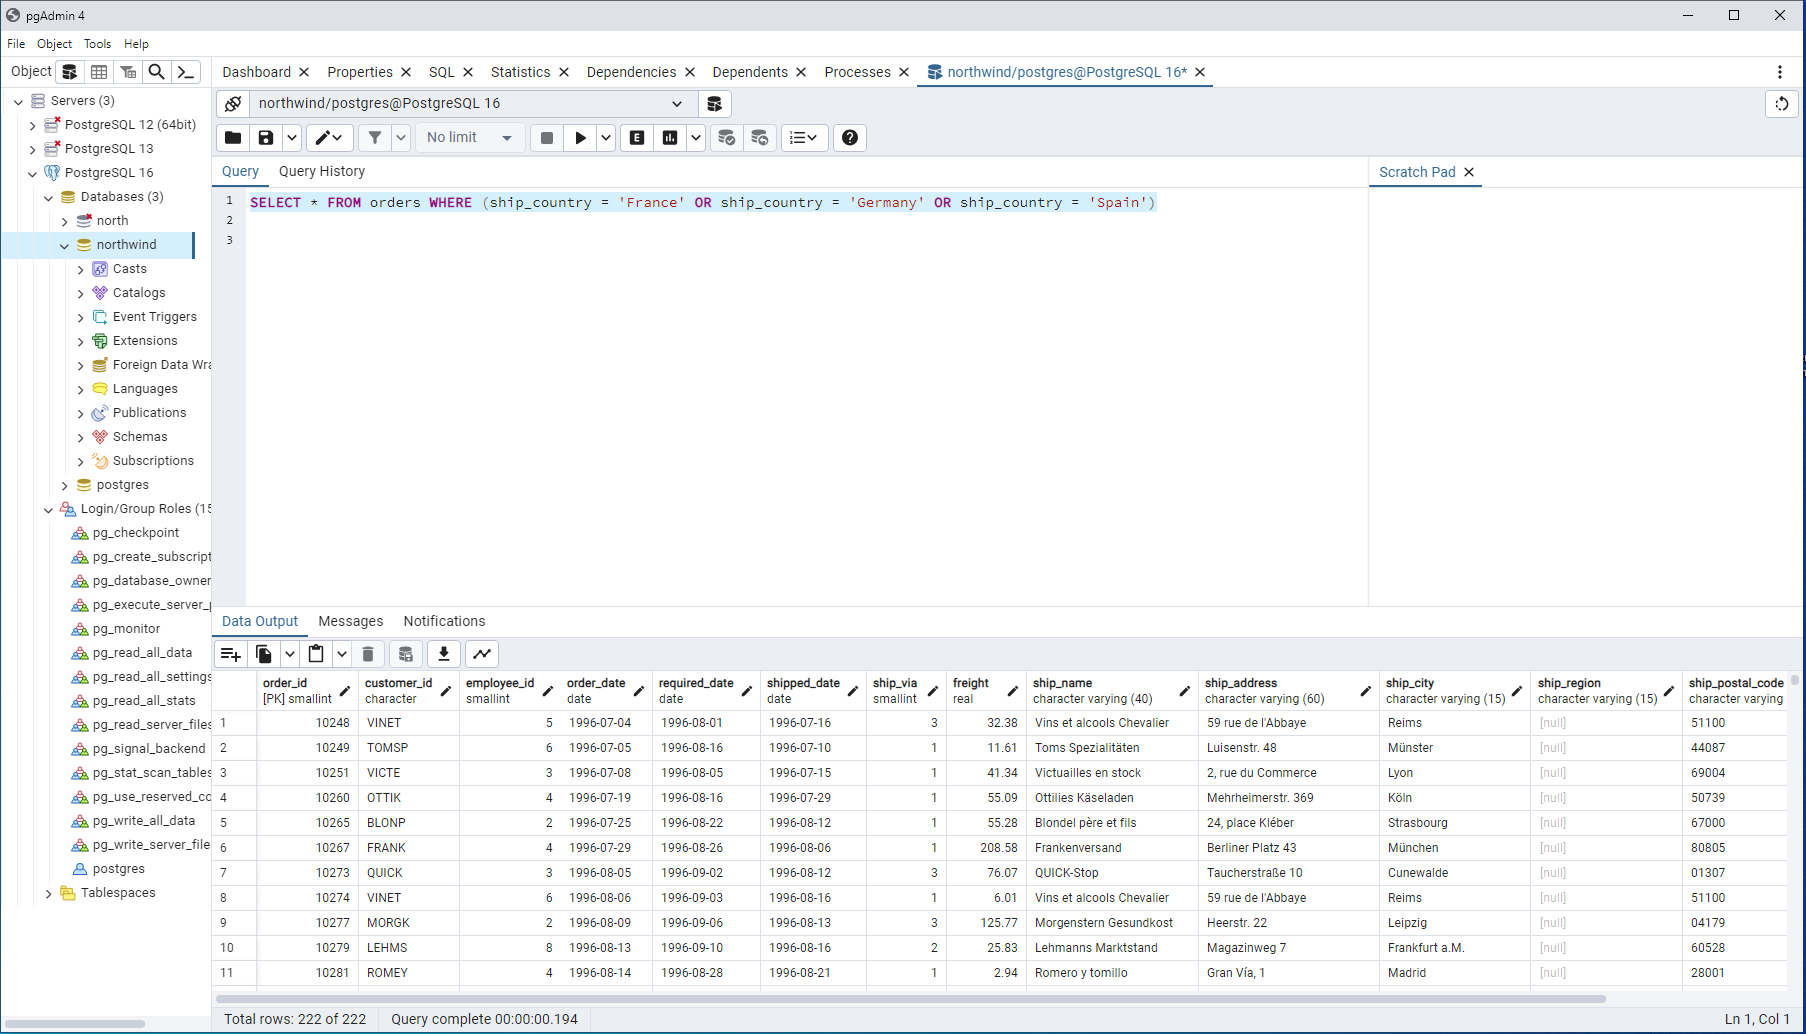 pgAdmin 4
File Object Tools Help
Object
Dashboard Properties SQL Statistics Dependencies Dependents Processes northwind/postgres@PostgreSQL 16*
Servers (3)
PostgreSQL 12 (64bit)
PostgreSQL 13
PostgreSQL 16
Databases (3)
north
northwind
Casts
Catalogs
Event Triggers
Extensions
Foreign Data Wra
Languages
Publications
Schemas
Subscriptions
postgres
Login/Group Roles (15
pg_checkpoint
pg_create_subscript
pg_database_owner
pg_execute_server_p
pg_monitor
pg_read_all_data
pg_read_all_settings
pg_read_all_stats
pg_read_server_files
pg_signal_backend
pg_stat_scan_tables
pg_use_reserved_co
pg_write_all_data
pg_write_server_file
postgres
Tablespaces
northwind/postgres@PostgreSQL 16
No limit
E
Query Query History
Scratch Pad
1 SELECT * FROM orders WHERE (ship_country = 'France' OR ship_country = 'Germany' OR ship_country = 'Spain')
2
3
Data Output Messages Notifications
order_id customer_id employee_id order_date required_date shipped_date ship_via freight ship_name ship_address ship_city ship_region ship_postal_code
[PK] smallint character smallint date date date smallint real character varying (40) character varying (60) character varying (15) character varying (15) character varying
1 10248 VINET 5 1996-07-04 1996-08-01 1996-07-16 3 32.38 Vins et alcools Chevalier 59 rue de l'Abbaye Reims [null] 51100
2 10249 TOMSP 6 1996-07-05 1996-08-16 1996-07-10 1 11.61 Toms Spezialitäten Luisenstr. 48 Münster [null] 44087
3 10251 VICTE 3 1996-07-08 1996-08-05 1996-07-15 1 41.34 Victuailles en stock 2, rue du Commerce Lyon [null] 69004
4 10260 OTTIK 4 1996-07-19 1996-08-16 1996-07-29 1 55.09 Ottilies Käseladen Mehrheimerstr. 369 Köln [null] 50739
5 10265 BLONP 2 1996-07-25 1996-08-22 1996-08-12 1 55.28 Blondel père et fils 24, place Kléber Strasbourg [null] 67000
6 10267 FRANK 4 1996-07-29 1996-08-26 1996-08-06 1 208.58 Frankenversand Berliner Platz 43 München [null] 80805
7 10273 QUICK 3 1996-08-05 1996-09-02 1996-08-12 3 76.07 QUICK-Stop Taucherstraße 10 Cunewalde [null] 01307
8 10274 VINET 6 1996-08-06 1996-09-03 1996-08-16 1 6.01 Vins et alcools Chevalier 59 rue de l'Abbaye Reims [null] 51100
9 10277 MORGK 2 1996-08-09 1996-09-06 1996-08-13 3 125.77 Morgenstern Gesundkost Heerstr. 22 Leipzig [null] 04179
10 10279 LEHMS 8 1996-08-13 1996-09-10 1996-08-16 2 25.83 Lehmanns Marktstand Magazinweg 7 Frankfurt a.M. [null] 60528
11 10281 ROMEY 4 1996-08-14 1996-08-28 1996-08-21 1 2.94 Romero y tomillo Gran Vía, 1 Madrid [null] 28001
Total rows: 222 of 222 Query complete 00:00:00.194 Ln 1, Col 1